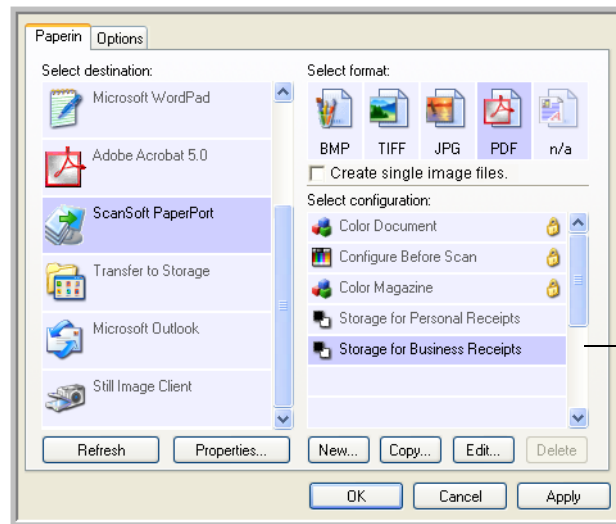 Paperin Options
Select destination:
Microsoft WordPad
Adobe Acrobat 5.0
ScanSoft PaperPort
Transfer to Storage
Microsoft Outlook
Still Image Client
Refresh Properties...
Select format:
BMP TIFF JPG PDF n/a
Create single image files.
Select configuration:
Color Document
Configure Before Scan
Color Magazine
Storage for Personal Receipts
Storage for Business Receipts
New... Copy... Edit... Delete
OK Cancel Apply